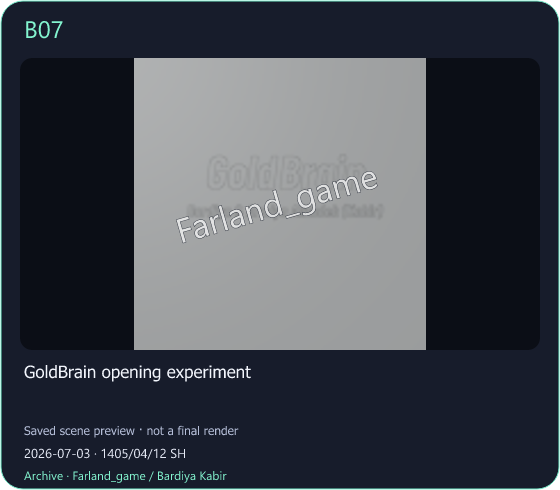 B07
GoldBrain
Farland_game
(Kabir)
GoldBrain opening experiment
Saved scene preview · not a final render
2026-07-03 · 1405/04/12 SH
Archive · Farland_game / Bardiya Kabir